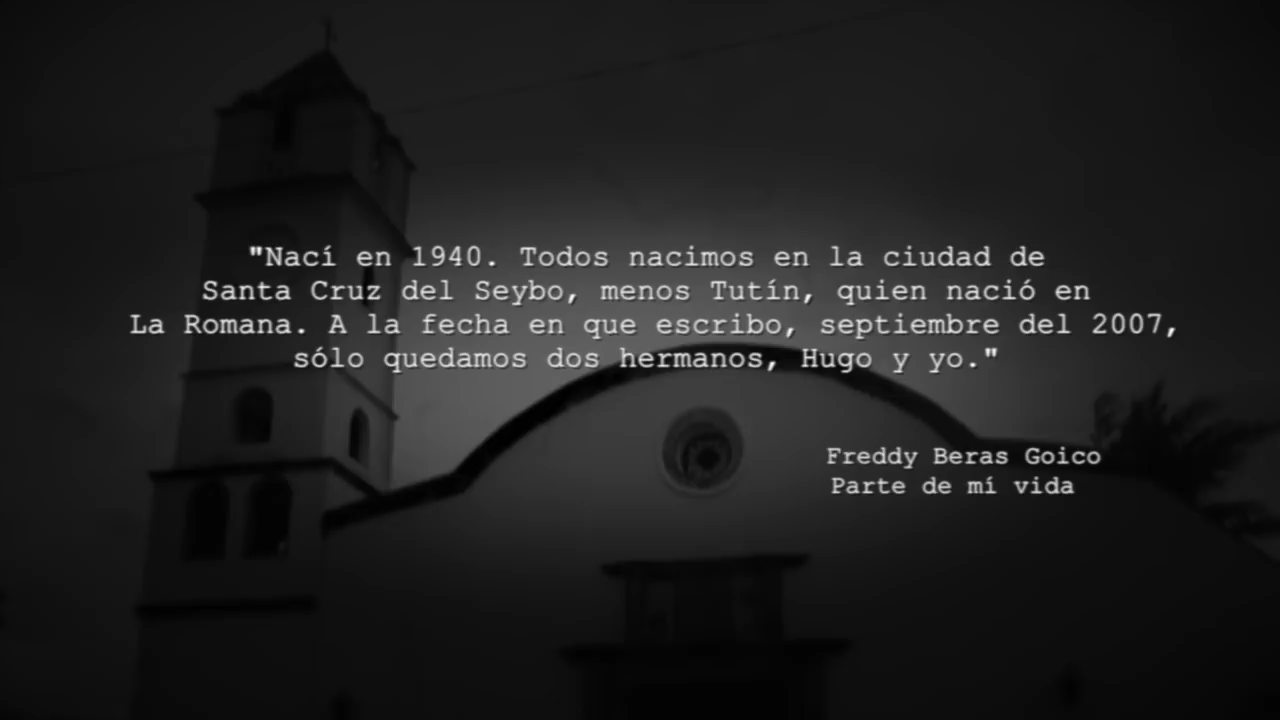 "Nací en 1940. Todos nacimos en la ciudad de
Santa Cruz del Seybo, menos Tutín, quien nació en
La Romana. A la fecha en que escribo, septiembre del 2007,
sólo quedamos dos hermanos, Hugo y yo."
Freddy Beras Goico
Parte de mí vida